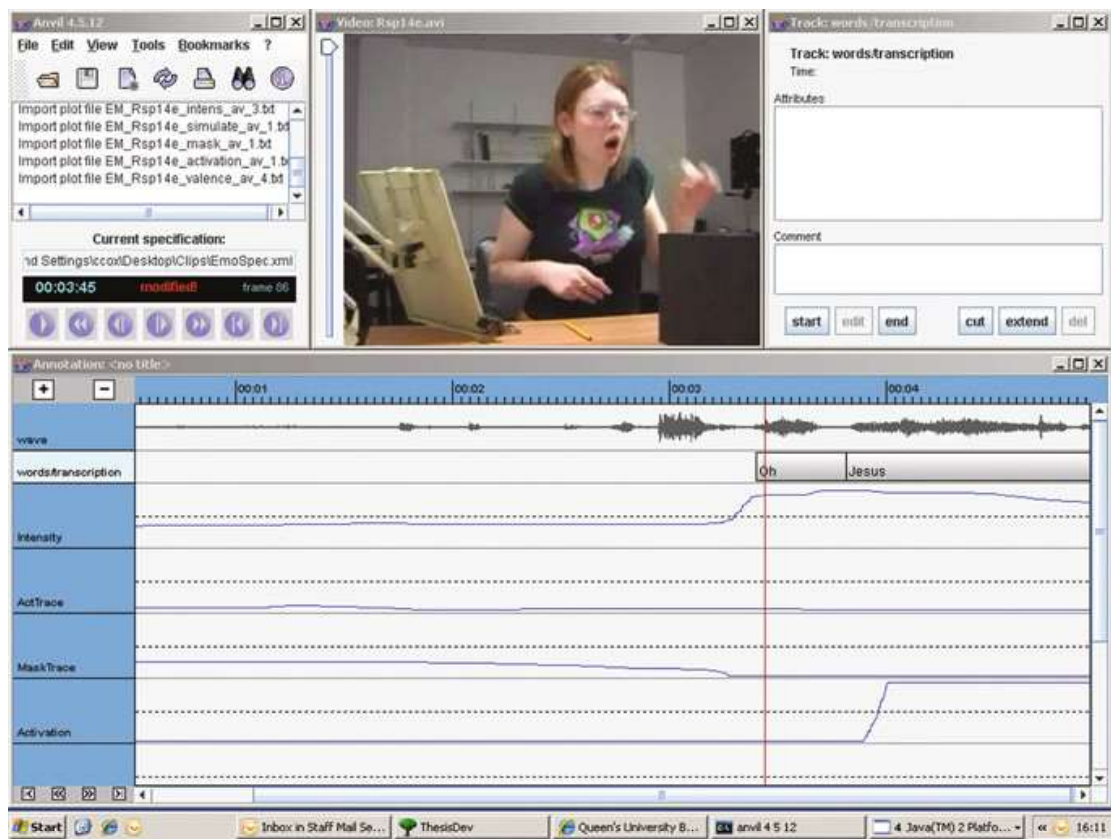 Anvil 4.5.12
File Edit View Tools Bookmarks ?
Import plot file EM_Rsp14e_intens_av_3.txt
Import plot file EM_Rsp14e_simulate_av_1.txt
Import plot file EM_Rsp14e_mask_av_1.txt
Import plot file EM_Rsp14e_activation_av_1.tx
Import plot file EM_Rsp14e_valence_av_4.txt
Current specification:
nd Settings\ccox\Desktop\Clips\EmoSpec.xml
00:03:45 modified! frame 86
Video: Rsp14e.avi
Track: words/transcription
Track: words/transcription
Time:
Attributes
Comment
start edit end cut extend del
Annotation: <no title>
00:01 00:02 00:03 00:04
wave
words/transcription Oh Jesus
Intensity
ActTrace
MaskTrace
Activation
Start Inbox in Staff Mail Se... ThesisDev Queen's University B... anvil 4 5 12 4 Java(TM) 2 Platfo... 16:11